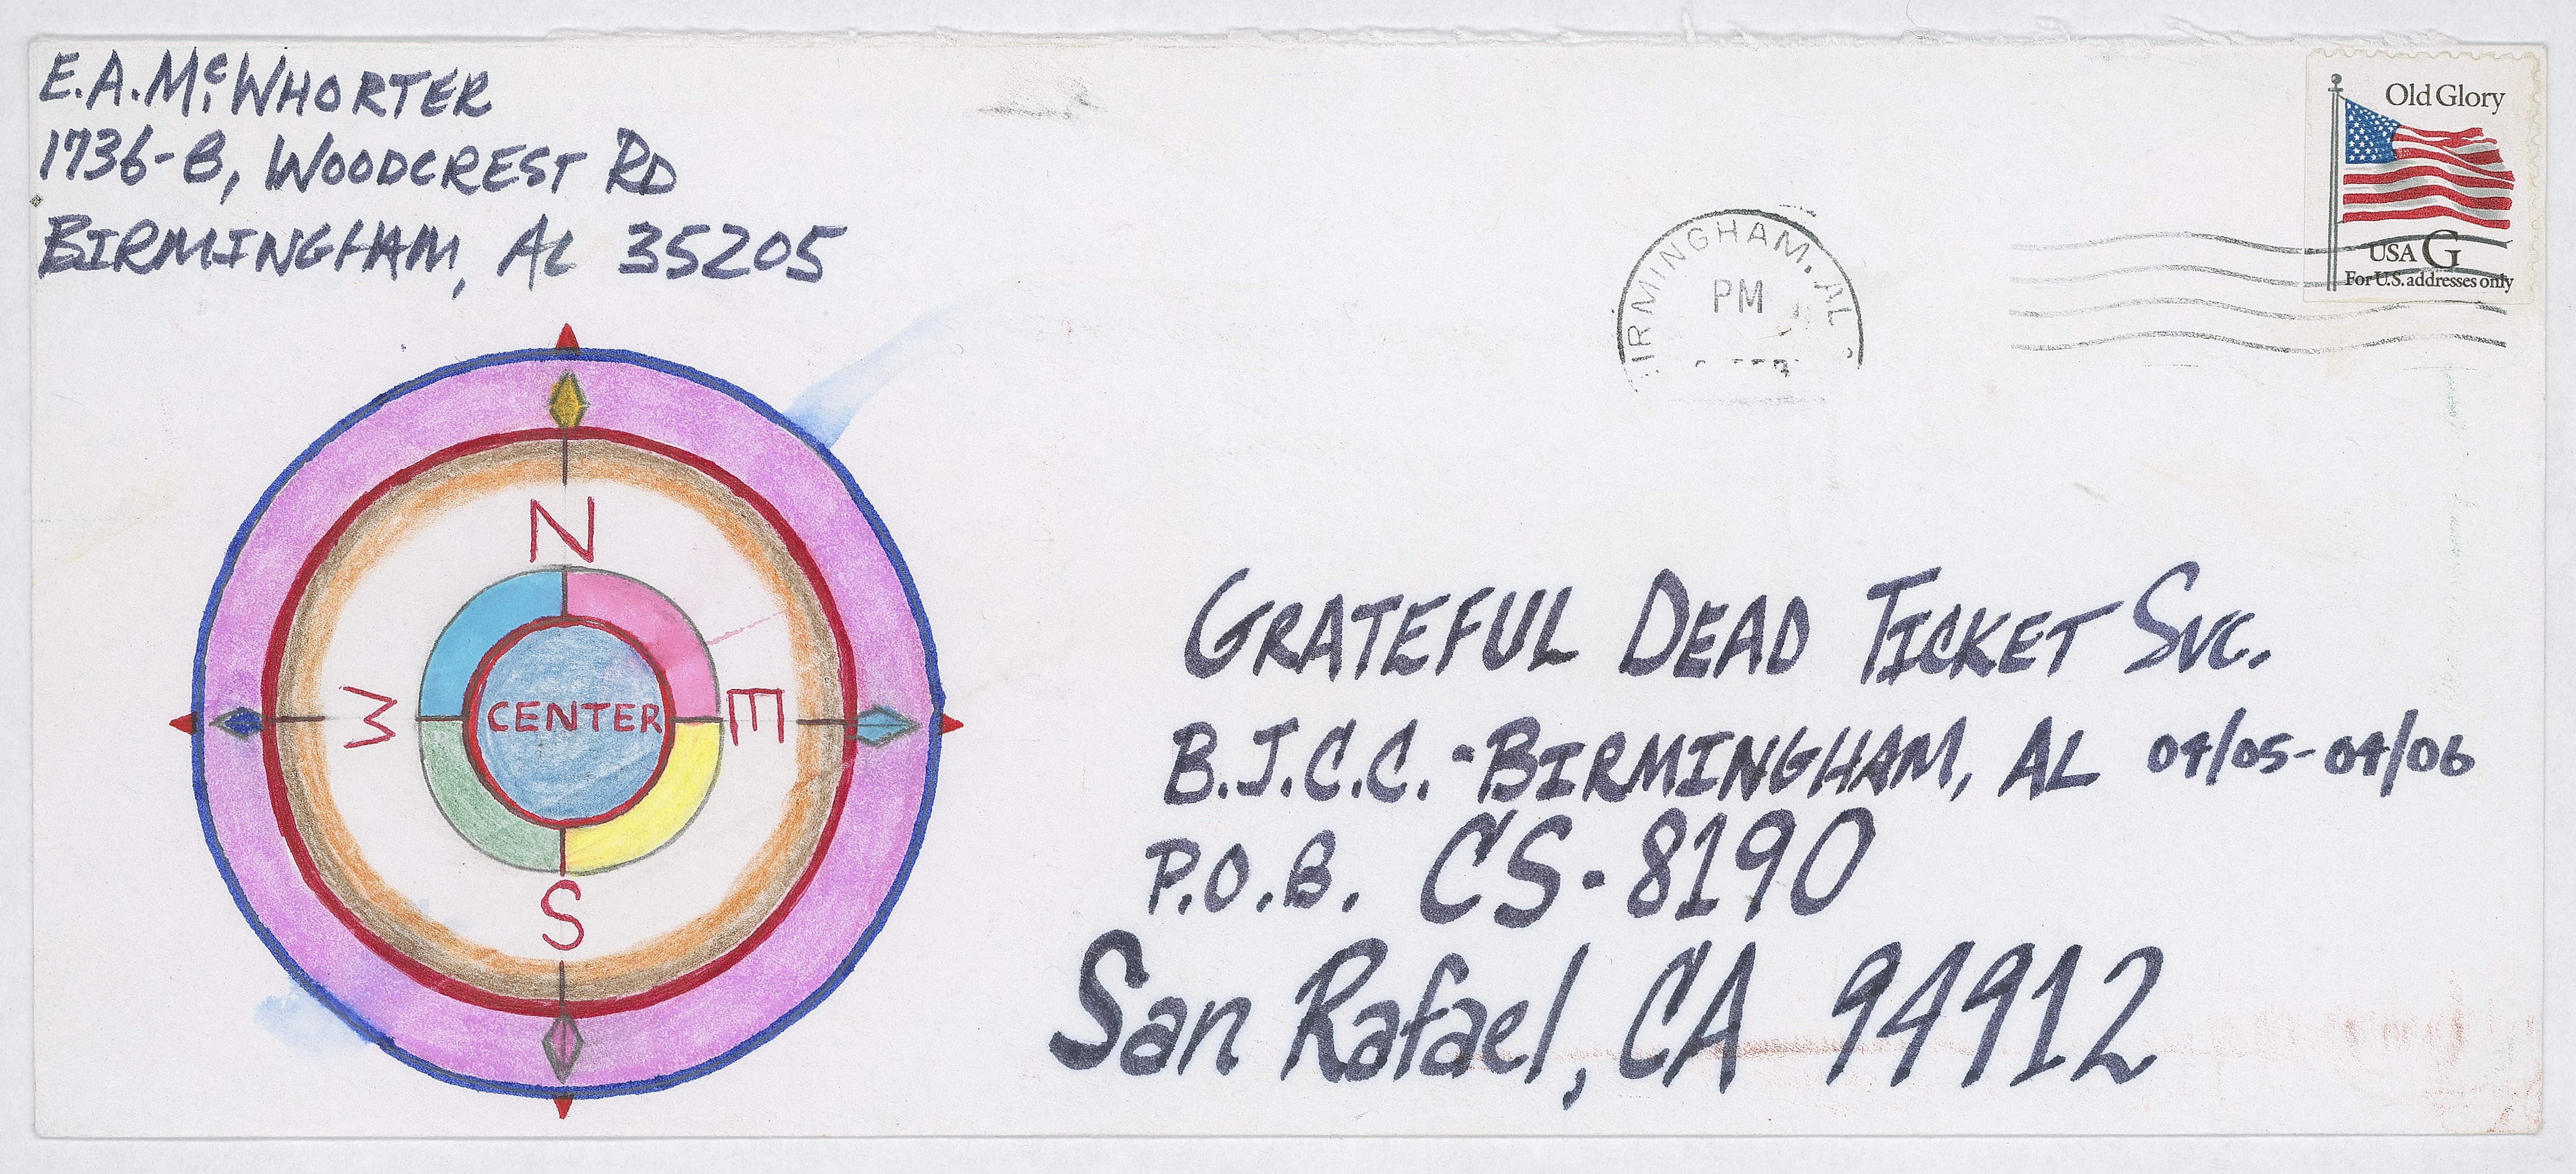 E.A. McWHORTER
1736-B, WOODCREST RD
BIRMINGHAM, AL 35205
Old Glory
USA G
For U.S. addresses only
BIRMINGHAM, AL
PM
N
W
E
CENTER
S
GRATEFUL DEAD TICKET SVC.
B.J.C.C. - BIRMINGHAM, AL 04/05-04/06
P.O.B. CS-8190
San Rafael, CA 94912